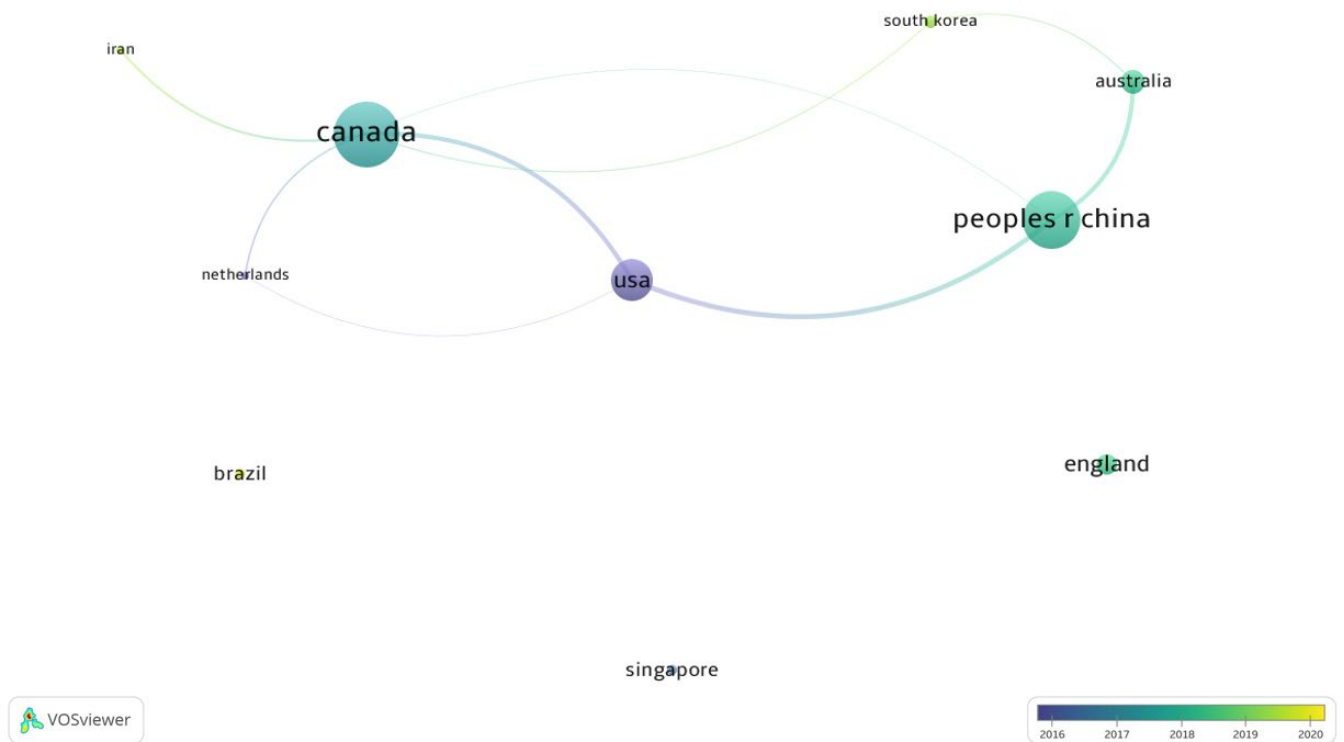 south korea
iran
australia
canada
peoples r china
netherlands
usa
brazil
england
singapore
VOSviewer
2016 2017 2018 2019 2020